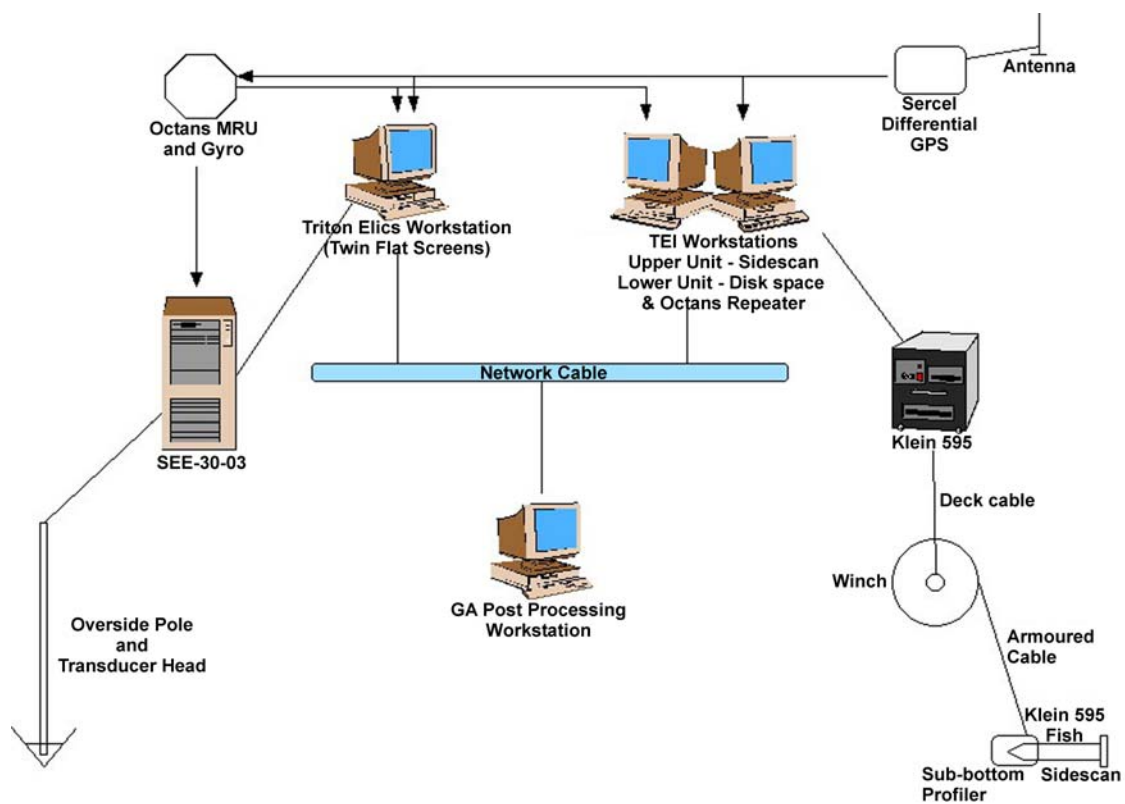 Antenna
Sercel
Differential
GPS
Octans MRU
and Gyro
Triton Elics Workstation
(Twin Flat Screens)
TEI Workstations
Upper Unit - Sidescan
Lower Unit - Disk space
& Octans Repeater
Network Cable
SEE-30-03
Klein 595
Deck cable
Winch
GA Post Processing
Workstation
Overside Pole
and
Transducer Head
Armoured
Cable
Klein 595
Fish
Sub-bottom
Profiler
Sidescan